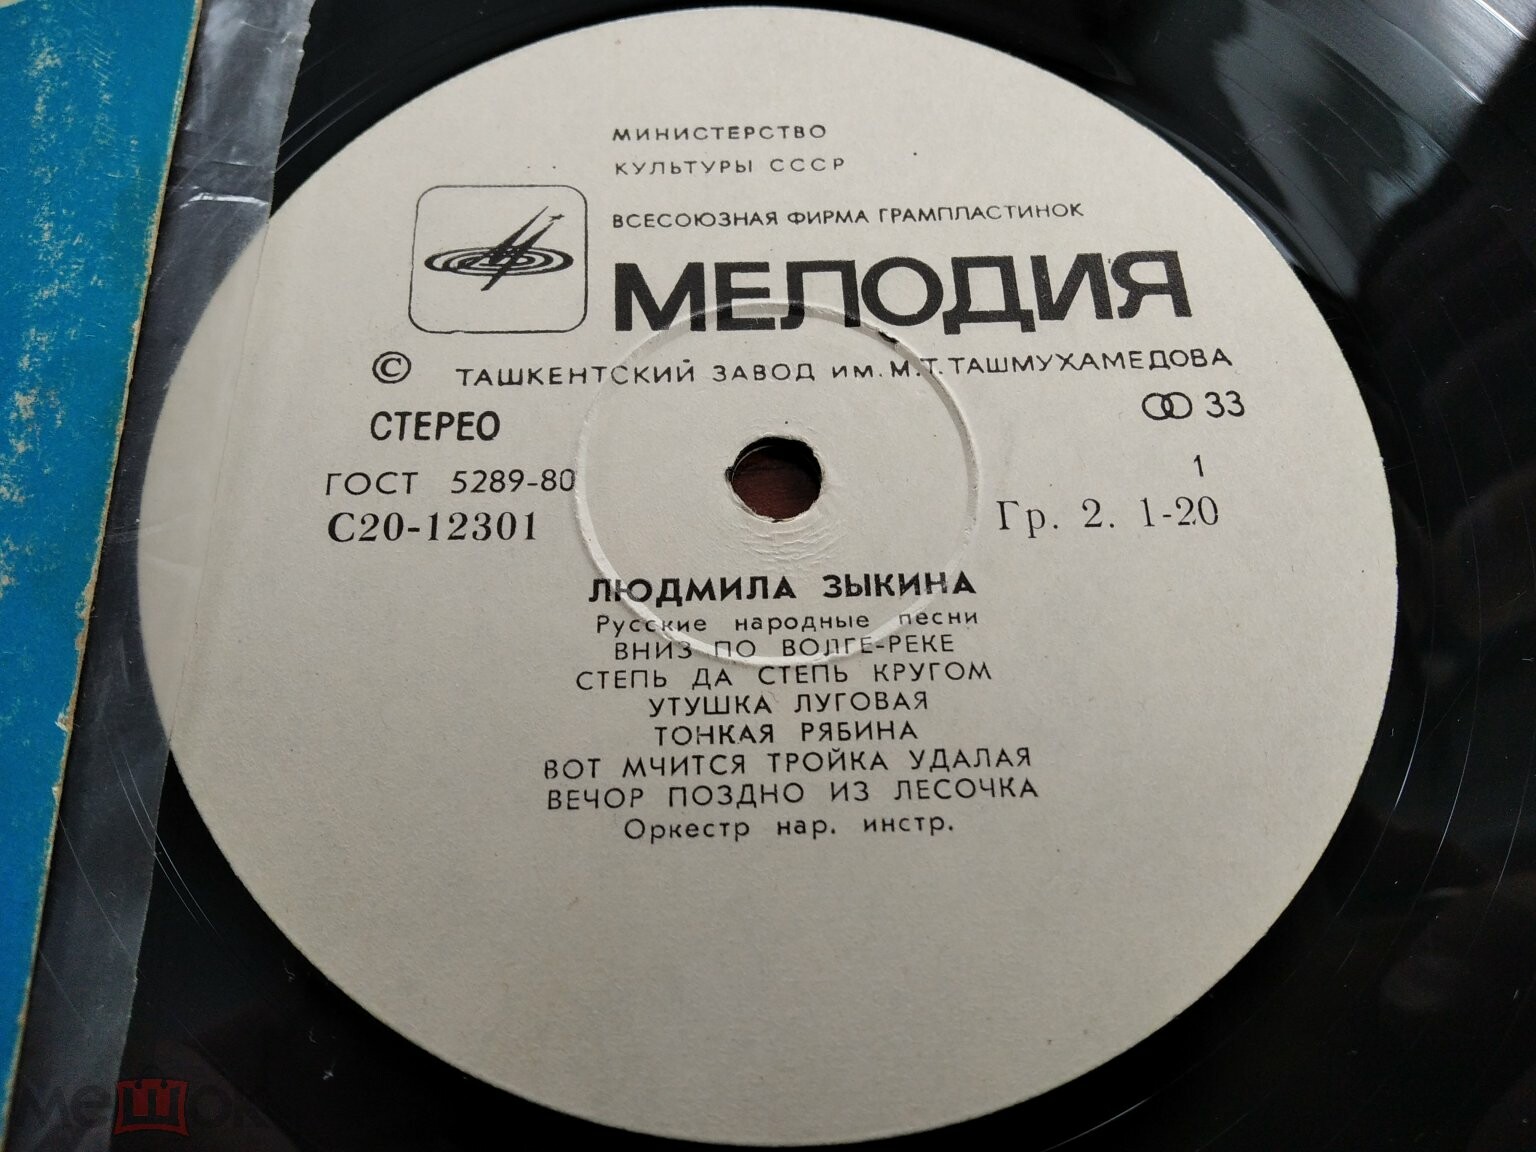 МИНИСТЕРСТВО
КУЛЬТУРЫ СССР
ВСЕСОЮЗНАЯ ФИРМА ГРАМПЛАСТИНОК
МЕЛОДИЯ
© ТАШКЕНТСКИЙ ЗАВОД ИМ. М.Т. ТАШМУХАМЕДОВА
СТЕРЕО
33
ГОСТ 5289-80
1
С20-12301
Гр. 2. 1-20
ЛЮДМИЛА ЗЫКИНА
Русские народные песни
ВНИЗ ПО ВОЛГЕ-РЕКЕ
СТЕПЬ ДА СТЕПЬ КРУГОМ
УТУШКА ЛУГОВАЯ
ТОНКАЯ РЯБИНА
ВОТ МЧИТСЯ ТРОЙКА УДАЛАЯ
ВЕЧОР ПОЗДНО ИЗ ЛЕСОЧКА
Оркестр нар. инстр.
мешок